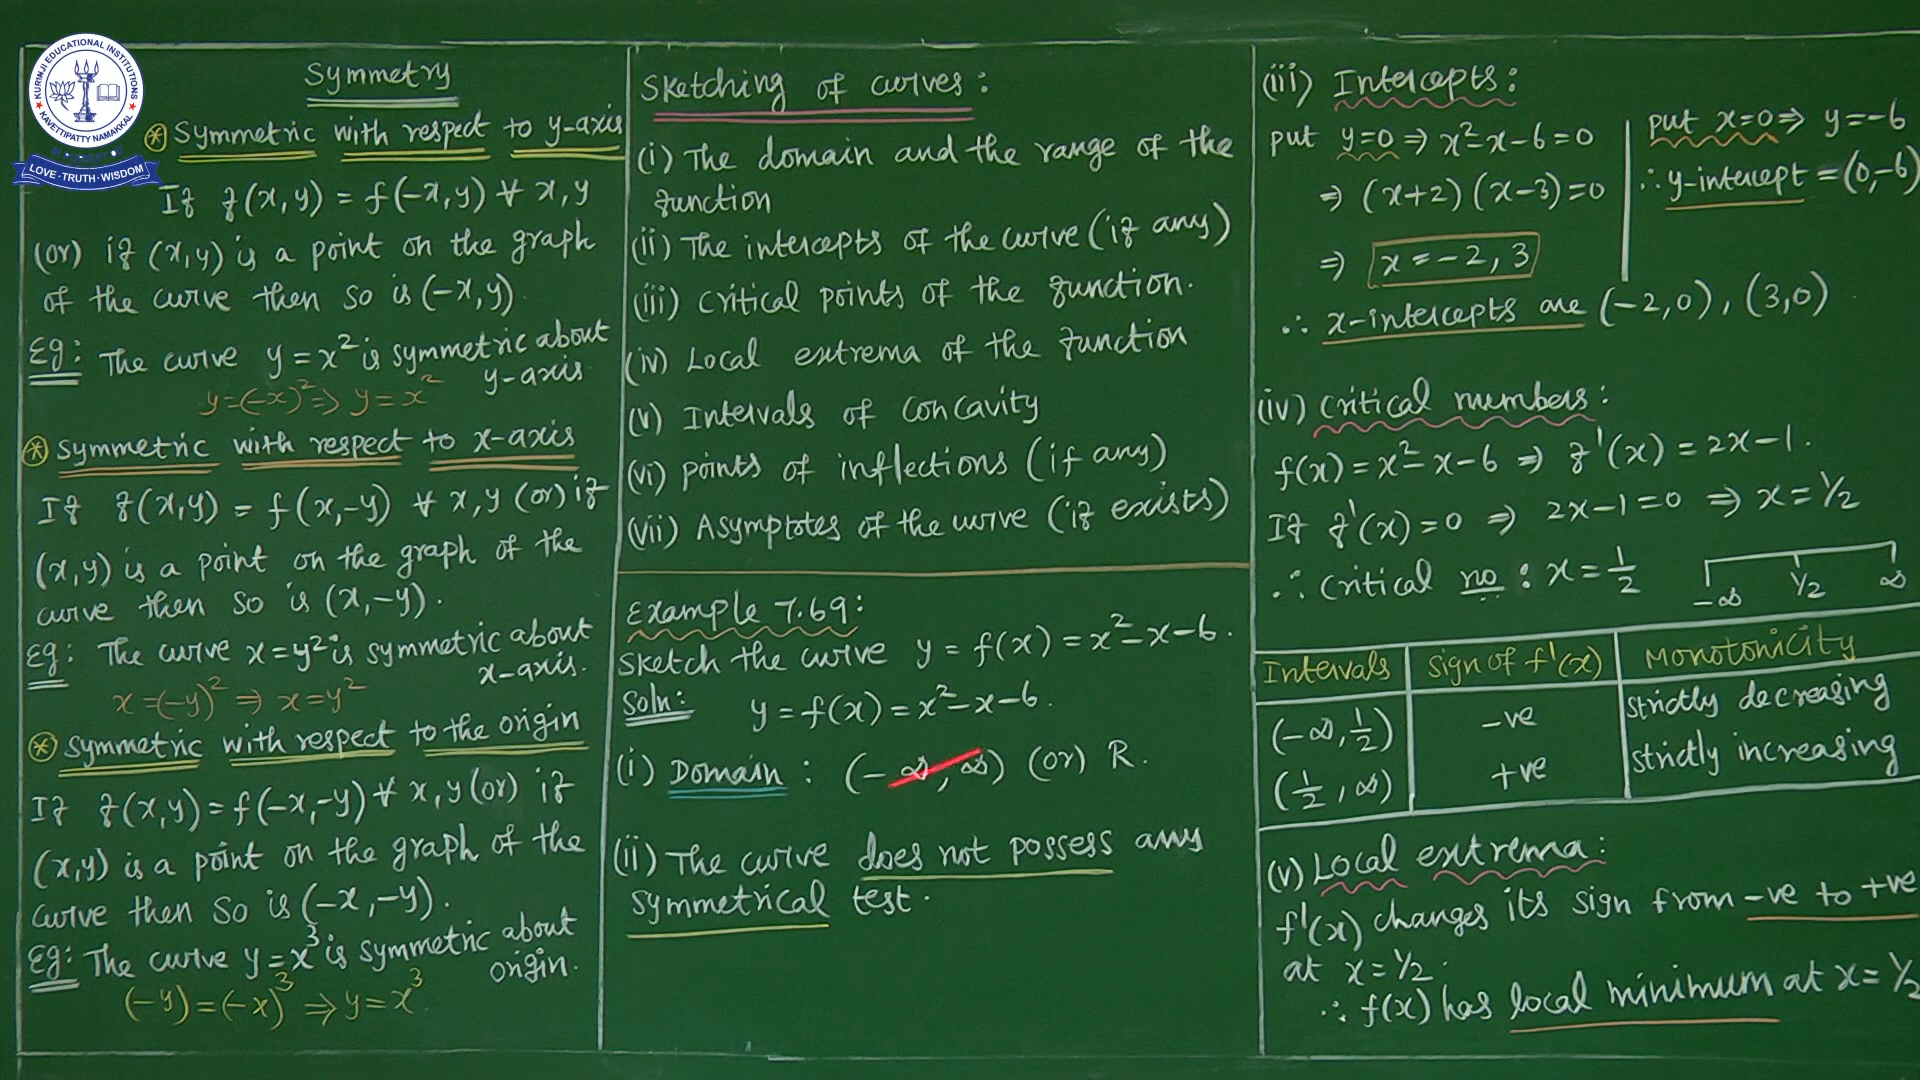 KURINJI EDUCATIONAL INSTITUTIONS
KAVETTIPATTY NAMAKKAL
LOVE · TRUTH · WISDOM
Symmetry
* Symmetric with respect to y-axis
If f(x,y) = f(-x,y) ∀ x,y
(or) if (x,y) is a point on the graph
of the curve then so is (-x,y).
Eg: The curve y = x² is symmetric about
y-axis
y=(-x)² ⇒ y = x²
* Symmetric with respect to x-axis
If f(x,y) = f(x,-y) ∀ x,y (or) if
(x,y) is a point on the graph of the
curve then so is (x,-y).
Eg: The curve x=y² is symmetric about
x-axis.
x=(-y)² ⇒ x=y²
* Symmetric with respect to the origin
If f(x,y) = f(-x,-y) ∀ x,y (or) if
(x,y) is a point on the graph of the
curve then so is (-x,-y).
Eg: The curve y=x³ is symmetric about
origin.
(-y)=(-x)³ ⇒ y=x³
Sketching of curves:
(i) The domain and the range of the
function
(ii) The intercepts of the curve (if any)
(iii) Critical points of the function.
(iv) Local extrema of the function
(v) Intervals of Concavity
(vi) Points of inflections (if any)
(vii) Asymptotes of the curve (if exists)
Example 7.69:
Sketch the curve y = f(x) = x²-x-6.
Soln:
y = f(x) = x²-x-6.
(i) Domain : (-∞, ∞) (or) R.
(ii) The curve does not possess any
symmetrical test.
(iii) Intercepts:
put y=0 ⇒ x²-x-6=0
⇒ (x+2) (x-3)=0
⇒ x = -2, 3
put x=0 ⇒ y=-6
∴ y-intercept = (0,-6)
∴ x-intercepts are (-2,0), (3,0)
(iv) Critical numbers:
f(x) = x²-x-6 ⇒ f'(x) = 2x-1.
If f'(x)=0 ⇒ 2x-1=0 ⇒ x=1/2
∴ Critical no : x = 1/2
-∞ 1/2 ∞
Intervals Sign of f'(x) Monotonicity
(-∞, 1/2) -ve Strictly decreasing
(1/2, ∞) +ve strictly increasing
(v) Local extrema:
f'(x) changes its sign from -ve to +ve
at x = 1/2.
∴ f(x) has local minimum at x = 1/2